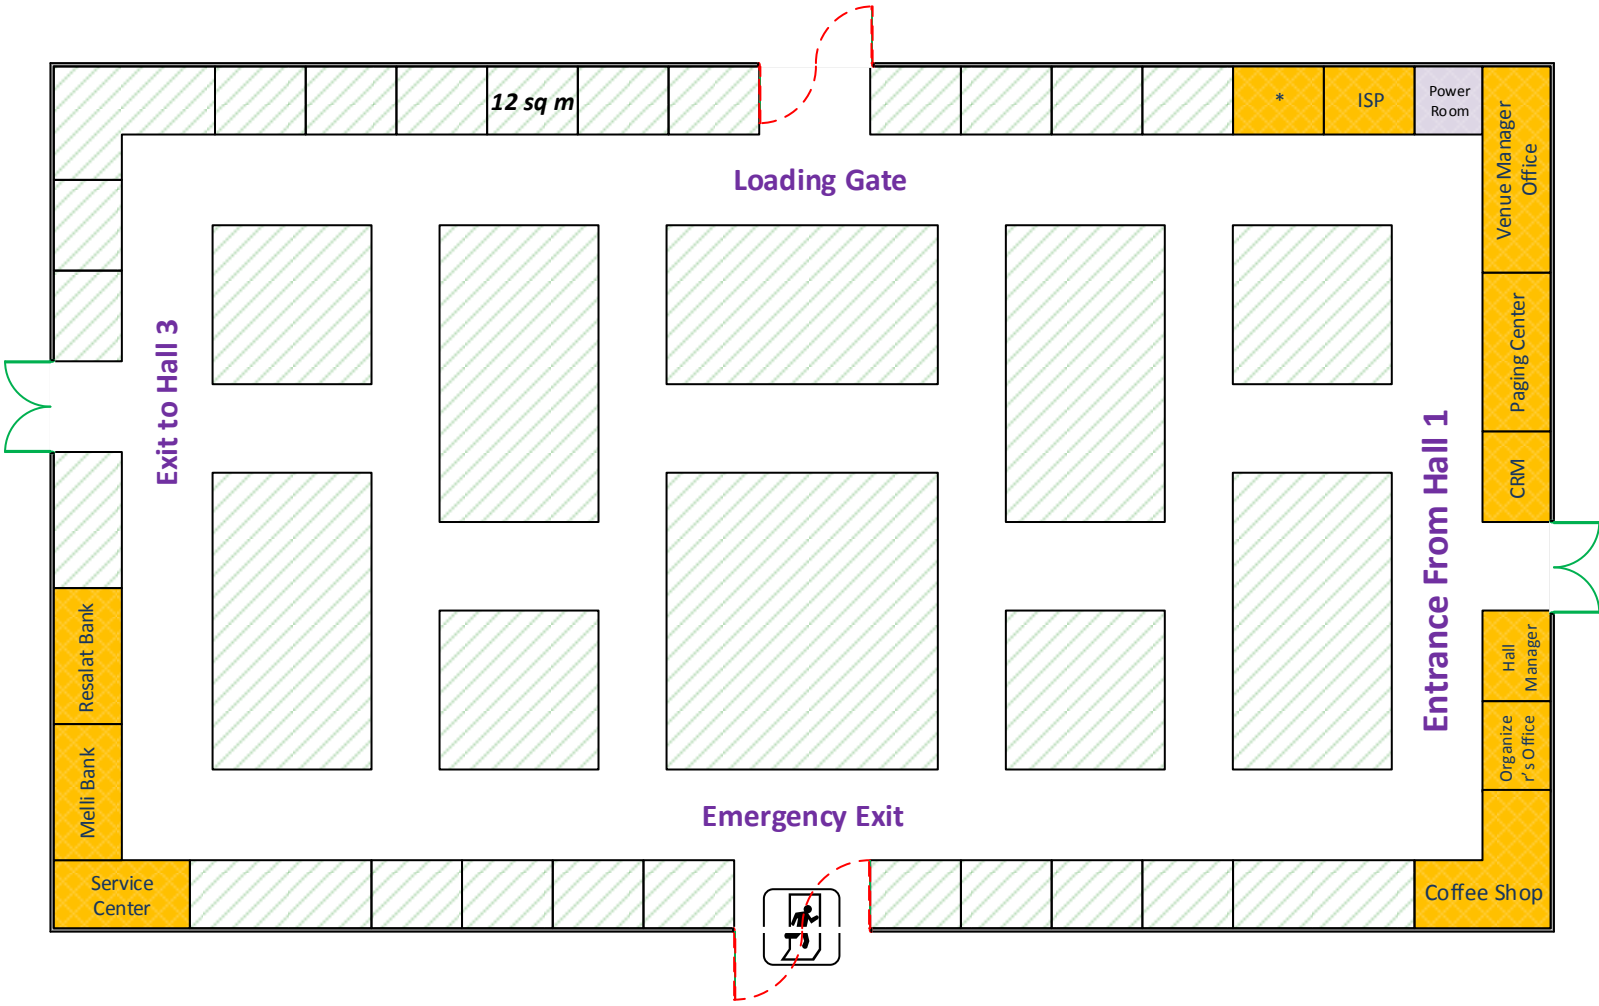 12 sq m
*
ISP
Power
Room
Venue Manager
Office
Loading Gate
Paging Center
Exit to Hall 3
Entrance From Hall 1
CRM
Resalat Bank
Hall
Manager
Organize
r's Office
Melli Bank
Emergency Exit
Service
Center
Coffee Shop